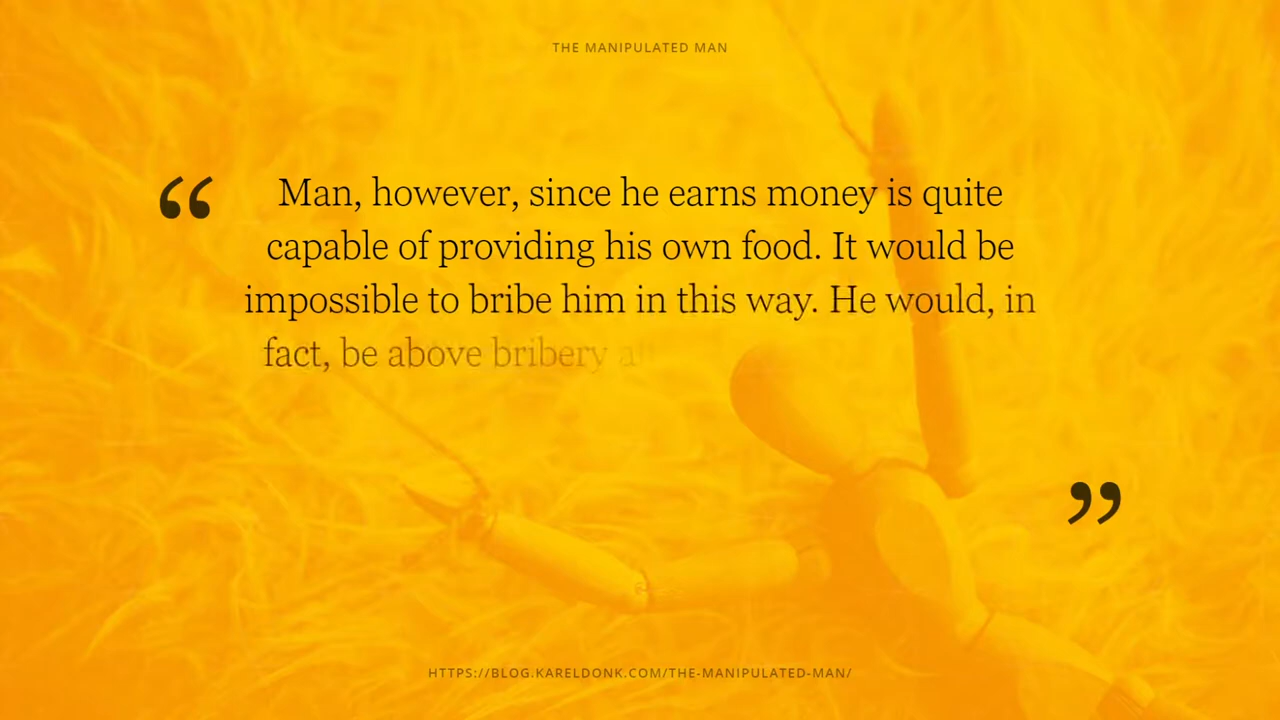 THE MANIPULATED MAN
“ Man, however, since he earns money is quite
capable of providing his own food. It would be
impossible to bribe him in this way. He would, in
fact, be above bribery
”
HTTPS://BLOG.KARELDONK.COM/THE-MANIPULATED-MAN/